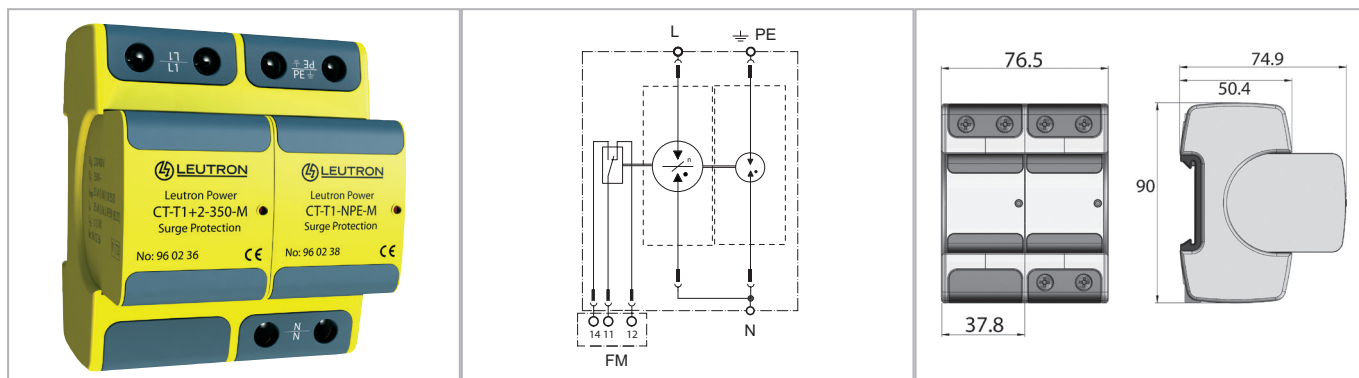 L1
L1
PE
PE
LEUTRON
Leutron Power
CT-T1+2-350-M
Surge Protection
No: 96 02 36
CE
LEUTRON
Leutron Power
CT-T1-NPE-M
Surge Protection
No: 96 02 38
CE
N
N
L
PE
n
14 11 12
FM
N
76.5
37.8
74.9
50.4
90